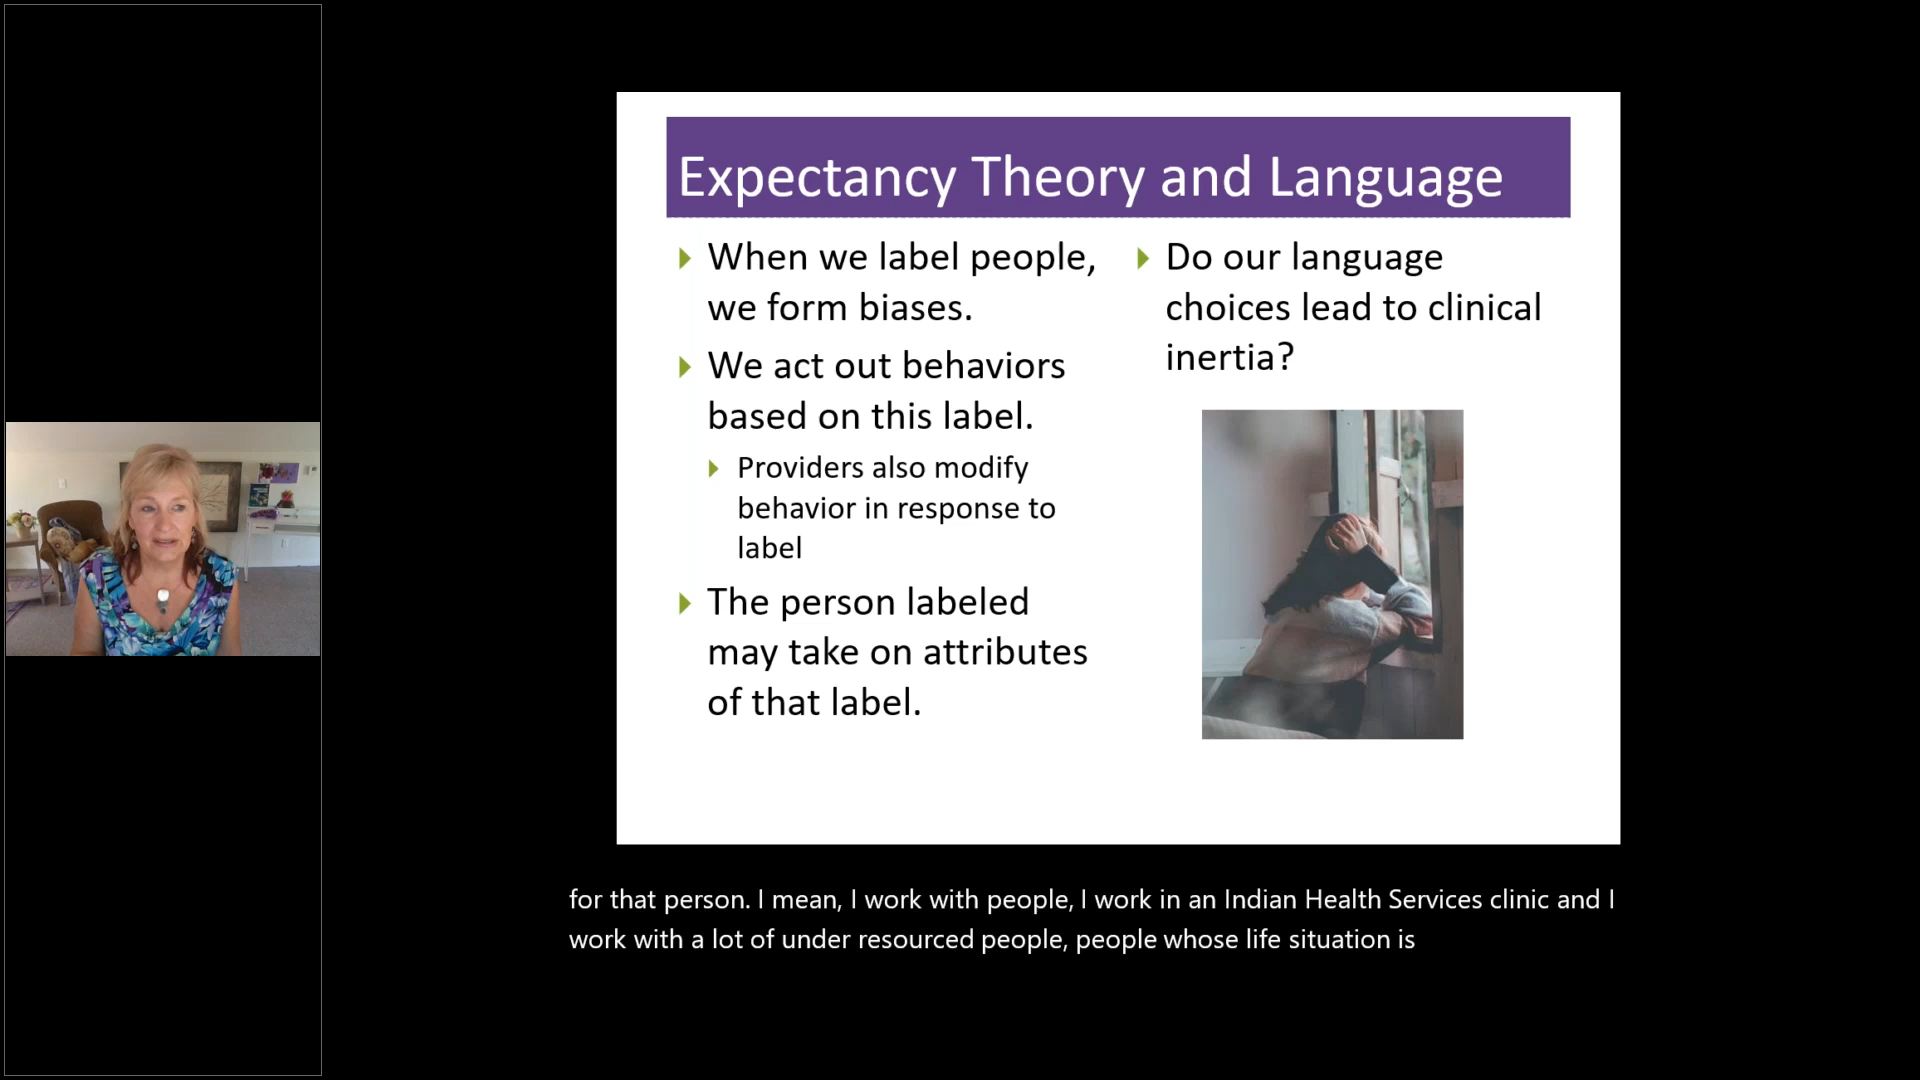 Expectancy Theory and Language
When we label people,
we form biases.
We act out behaviors
based on this label.
Providers also modify
behavior in response to
label
The person labeled
may take on attributes
of that label.
Do our language
choices lead to clinical
inertia?
for that person. I mean, I work with people, I work in an Indian Health Services clinic and I
work with a lot of under resourced people, people whose life situation is